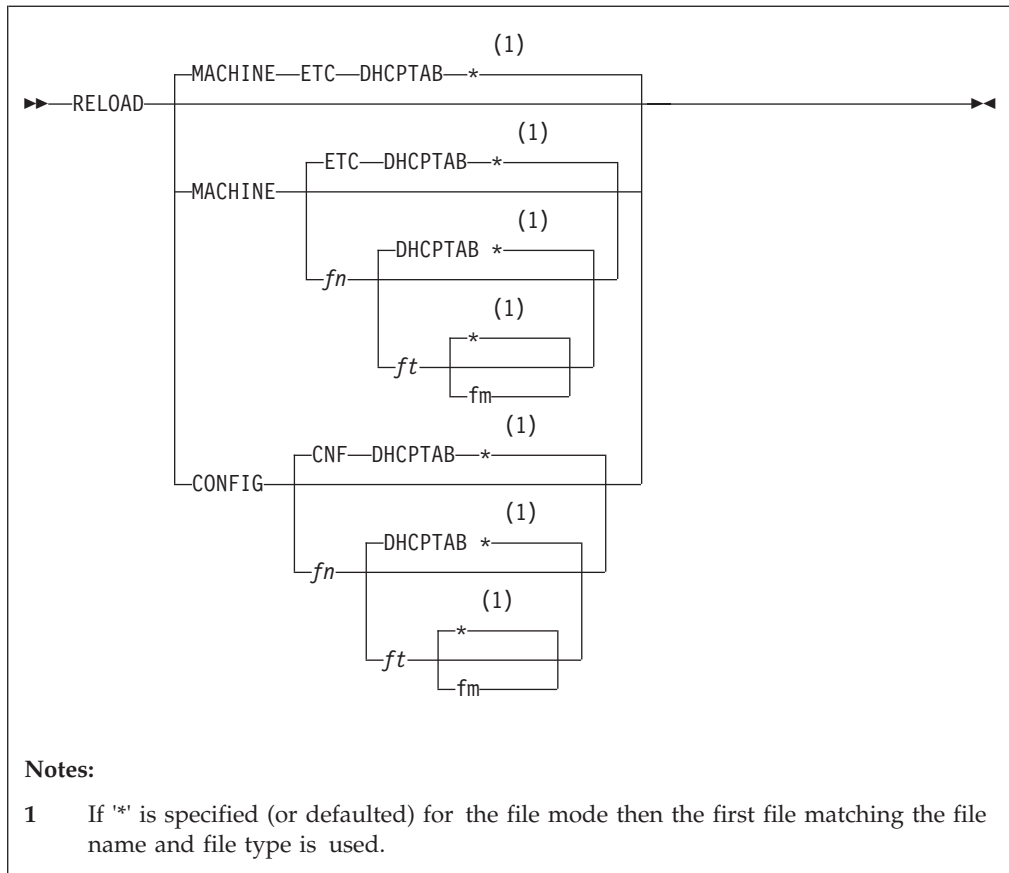 (1)
MACHINE ETC DHCPTAB *
RELOAD
(1)
ETC DHCPTAB *
MACHINE
(1)
DHCPTAB *
fn
(1)
*
ft
fm
(1)
CNF DHCPTAB *
CONFIG
(1)
DHCPTAB *
fn
(1)
*
ft
fm
Notes:
1 If '*' is specified (or defaulted) for the file mode then the first file matching the file
name and file type is used.